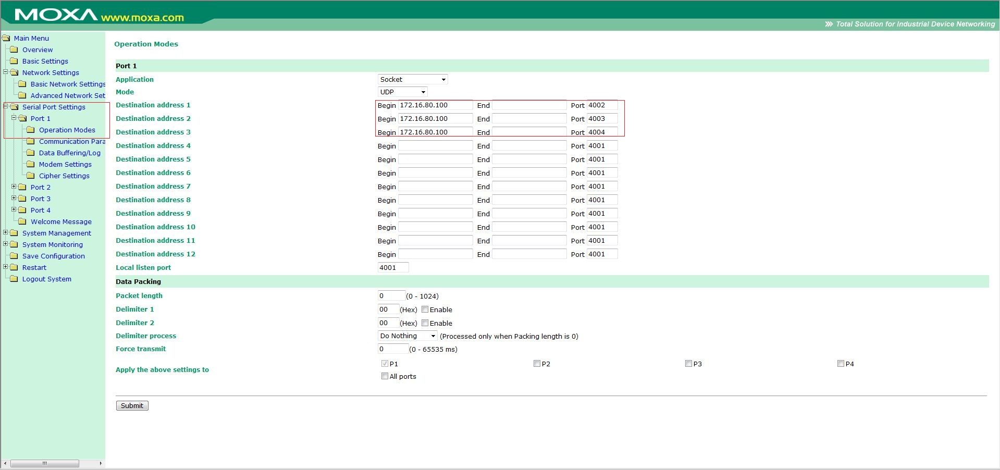 MOXA www.moxa.com
Total Solution for Industrial Device Networking
Main Menu
Overview
Basic Settings
Network Settings
Basic Network Settings
Advanced Network Set
Serial Port Settings
Port 1
Operation Modes
Communication Para
Data Buffering/Log
Modem Settings
Cipher Settings
Port 2
Port 3
Port 4
Welcome Message
System Management
System Monitoring
Save Configuration
Restart
Logout System
Operation Modes
Port 1
Application Socket
Mode UDP
Destination address 1 Begin 172.16.80.100 End Port 4002
Destination address 2 Begin 172.16.80.100 End Port 4003
Destination address 3 Begin 172.16.80.100 End Port 4004
Destination address 4 Begin End Port 4001
Destination address 5 Begin End Port 4001
Destination address 6 Begin End Port 4001
Destination address 7 Begin End Port 4001
Destination address 8 Begin End Port 4001
Destination address 9 Begin End Port 4001
Destination address 10 Begin End Port 4001
Destination address 11 Begin End Port 4001
Destination address 12 Begin End Port 4001
Local listen port 4001
Data Packing
Packet length 0 (0 - 1024)
Delimiter 1 00 (Hex) Enable
Delimiter 2 00 (Hex) Enable
Delimiter process Do Nothing (Processed only when Packing length is 0)
Force transmit 0 (0 - 65535 ms)
Apply the above settings to P1 P2 P3 P4
All ports
Submit